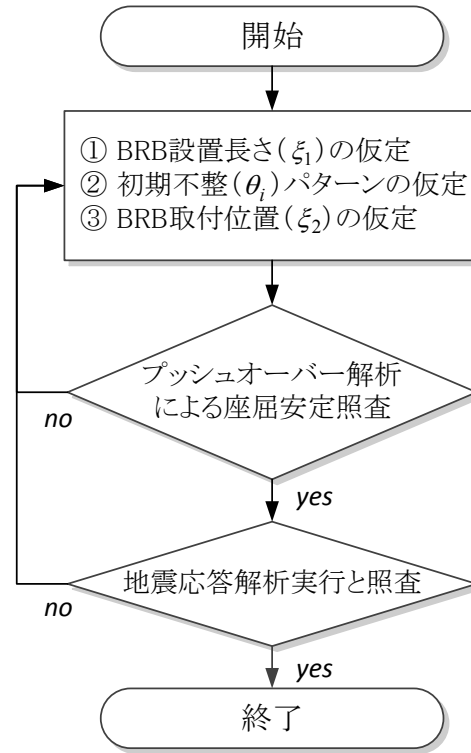 開始
① BRB設置長さ(ξ1)の仮定
② 初期不整(θi)パターンの仮定
③ BRB取付位置(ξ2)の仮定
プッシュオーバー解析
による座屈安定照査
no
yes
地震応答解析実行と照査
no
yes
終了